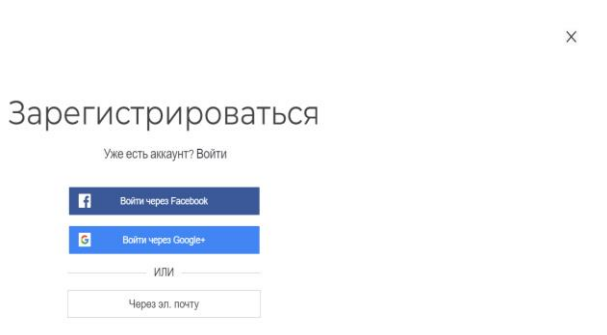 Зарегистрироваться
Уже есть аккаунт? Войти
Войти через Facebook
Войти через Google+
ИЛИ
Через эл. почту